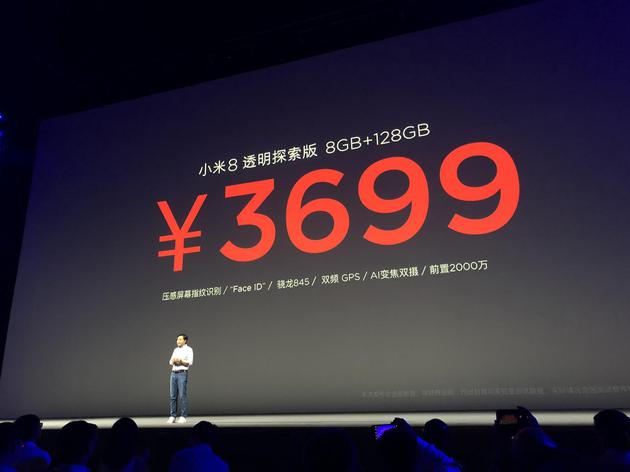 小米8 透明探索版 8GB+128GB
¥3699
压感屏幕指纹识别 / "Face ID" / 骁龙845 / 双频 GPS / AI变焦双摄 / 前置2000万